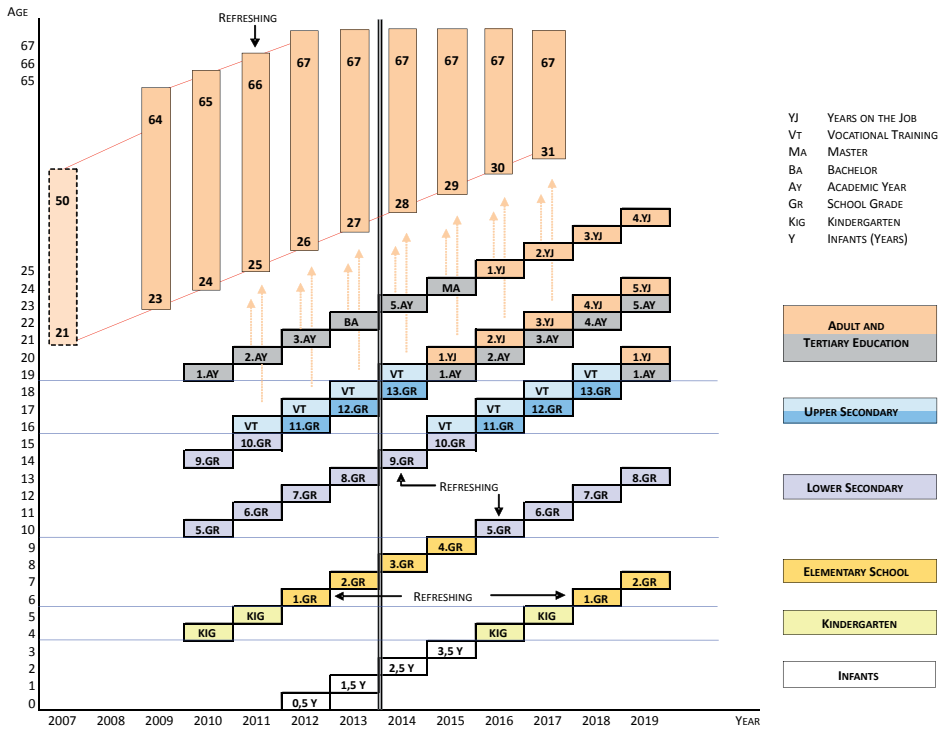 AGE
REFRESHING
67
66
65
67 67 67 67 67 67
66
65
64
50
31
30
29
28
27
26
25
24
23
21
YJ YEARS ON THE JOB
VT VOCATIONAL TRAINING
MA MASTER
BA BACHELOR
AY ACADEMIC YEAR
GR SCHOOL GRADE
KIG KINDERGARTEN
Y INFANTS (YEARS)
4.YJ
3.YJ
2.YJ
25 1.YJ
24 MA 5.YJ
23 5.AY 4.YJ 5.AY
22 BA 3.YJ 4.AY
21 3.AY 2.YJ 3.AY
20 2.AY 1.YJ 2.AY 1.YJ
19 1.AY VT 1.AY VT 1.AY
18 VT 13.GR VT 13.GR
17 VT 12.GR VT 12.GR
16 VT 11.GR VT 11.GR
15 10.GR 10.GR
14 9.GR 9.GR
13 8.GR 8.GR
REFRESHING
12 7.GR 7.GR
11 6.GR 6.GR
10 5.GR 5.GR
9 4.GR
8 3.GR
7 2.GR 2.GR
6 1.GR REFRESHING 1.GR
5 KIG KIG
4 KIG KIG
3 3,5 Y
2 2,5 Y
1 1,5 Y
0 0,5 Y
2007 2008 2009 2010 2011 2012 2013 2014 2015 2016 2017 2018 2019 YEAR
ADULT AND
TERTIARY EDUCATION
UPPER SECONDARY
LOWER SECONDARY
ELEMENTARY SCHOOL
KINDERGARTEN
INFANTS